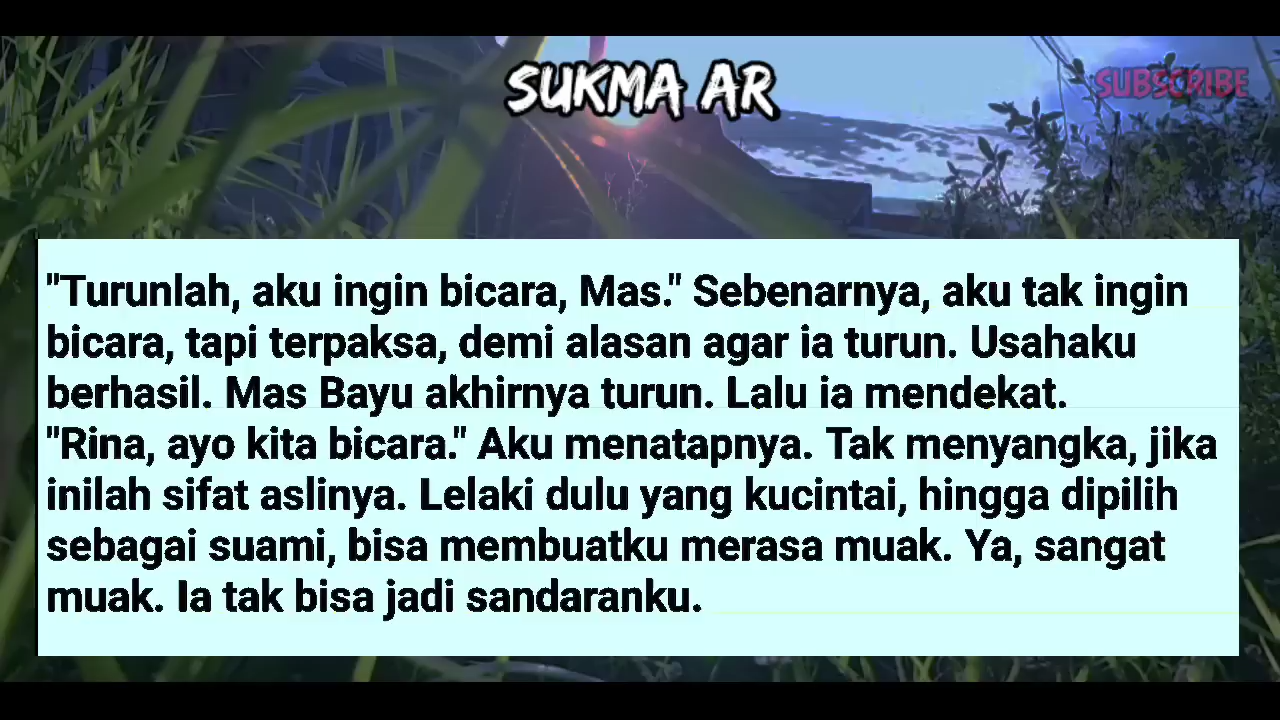 SUKMA AR
SUBSCRIBE
"Turunlah, aku ingin bicara, Mas." Sebenarnya, aku tak ingin
bicara, tapi terpaksa, demi alasan agar ia turun. Usahaku
berhasil. Mas Bayu akhirnya turun. Lalu ia mendekat.
"Rina, ayo kita bicara." Aku menatapnya. Tak menyangka, jika
inilah sifat aslinya. Lelaki dulu yang kucintai, hingga dipilih
sebagai suami, bisa membuatku merasa muak. Ya, sangat
muak. Ia tak bisa jadi sandaranku.